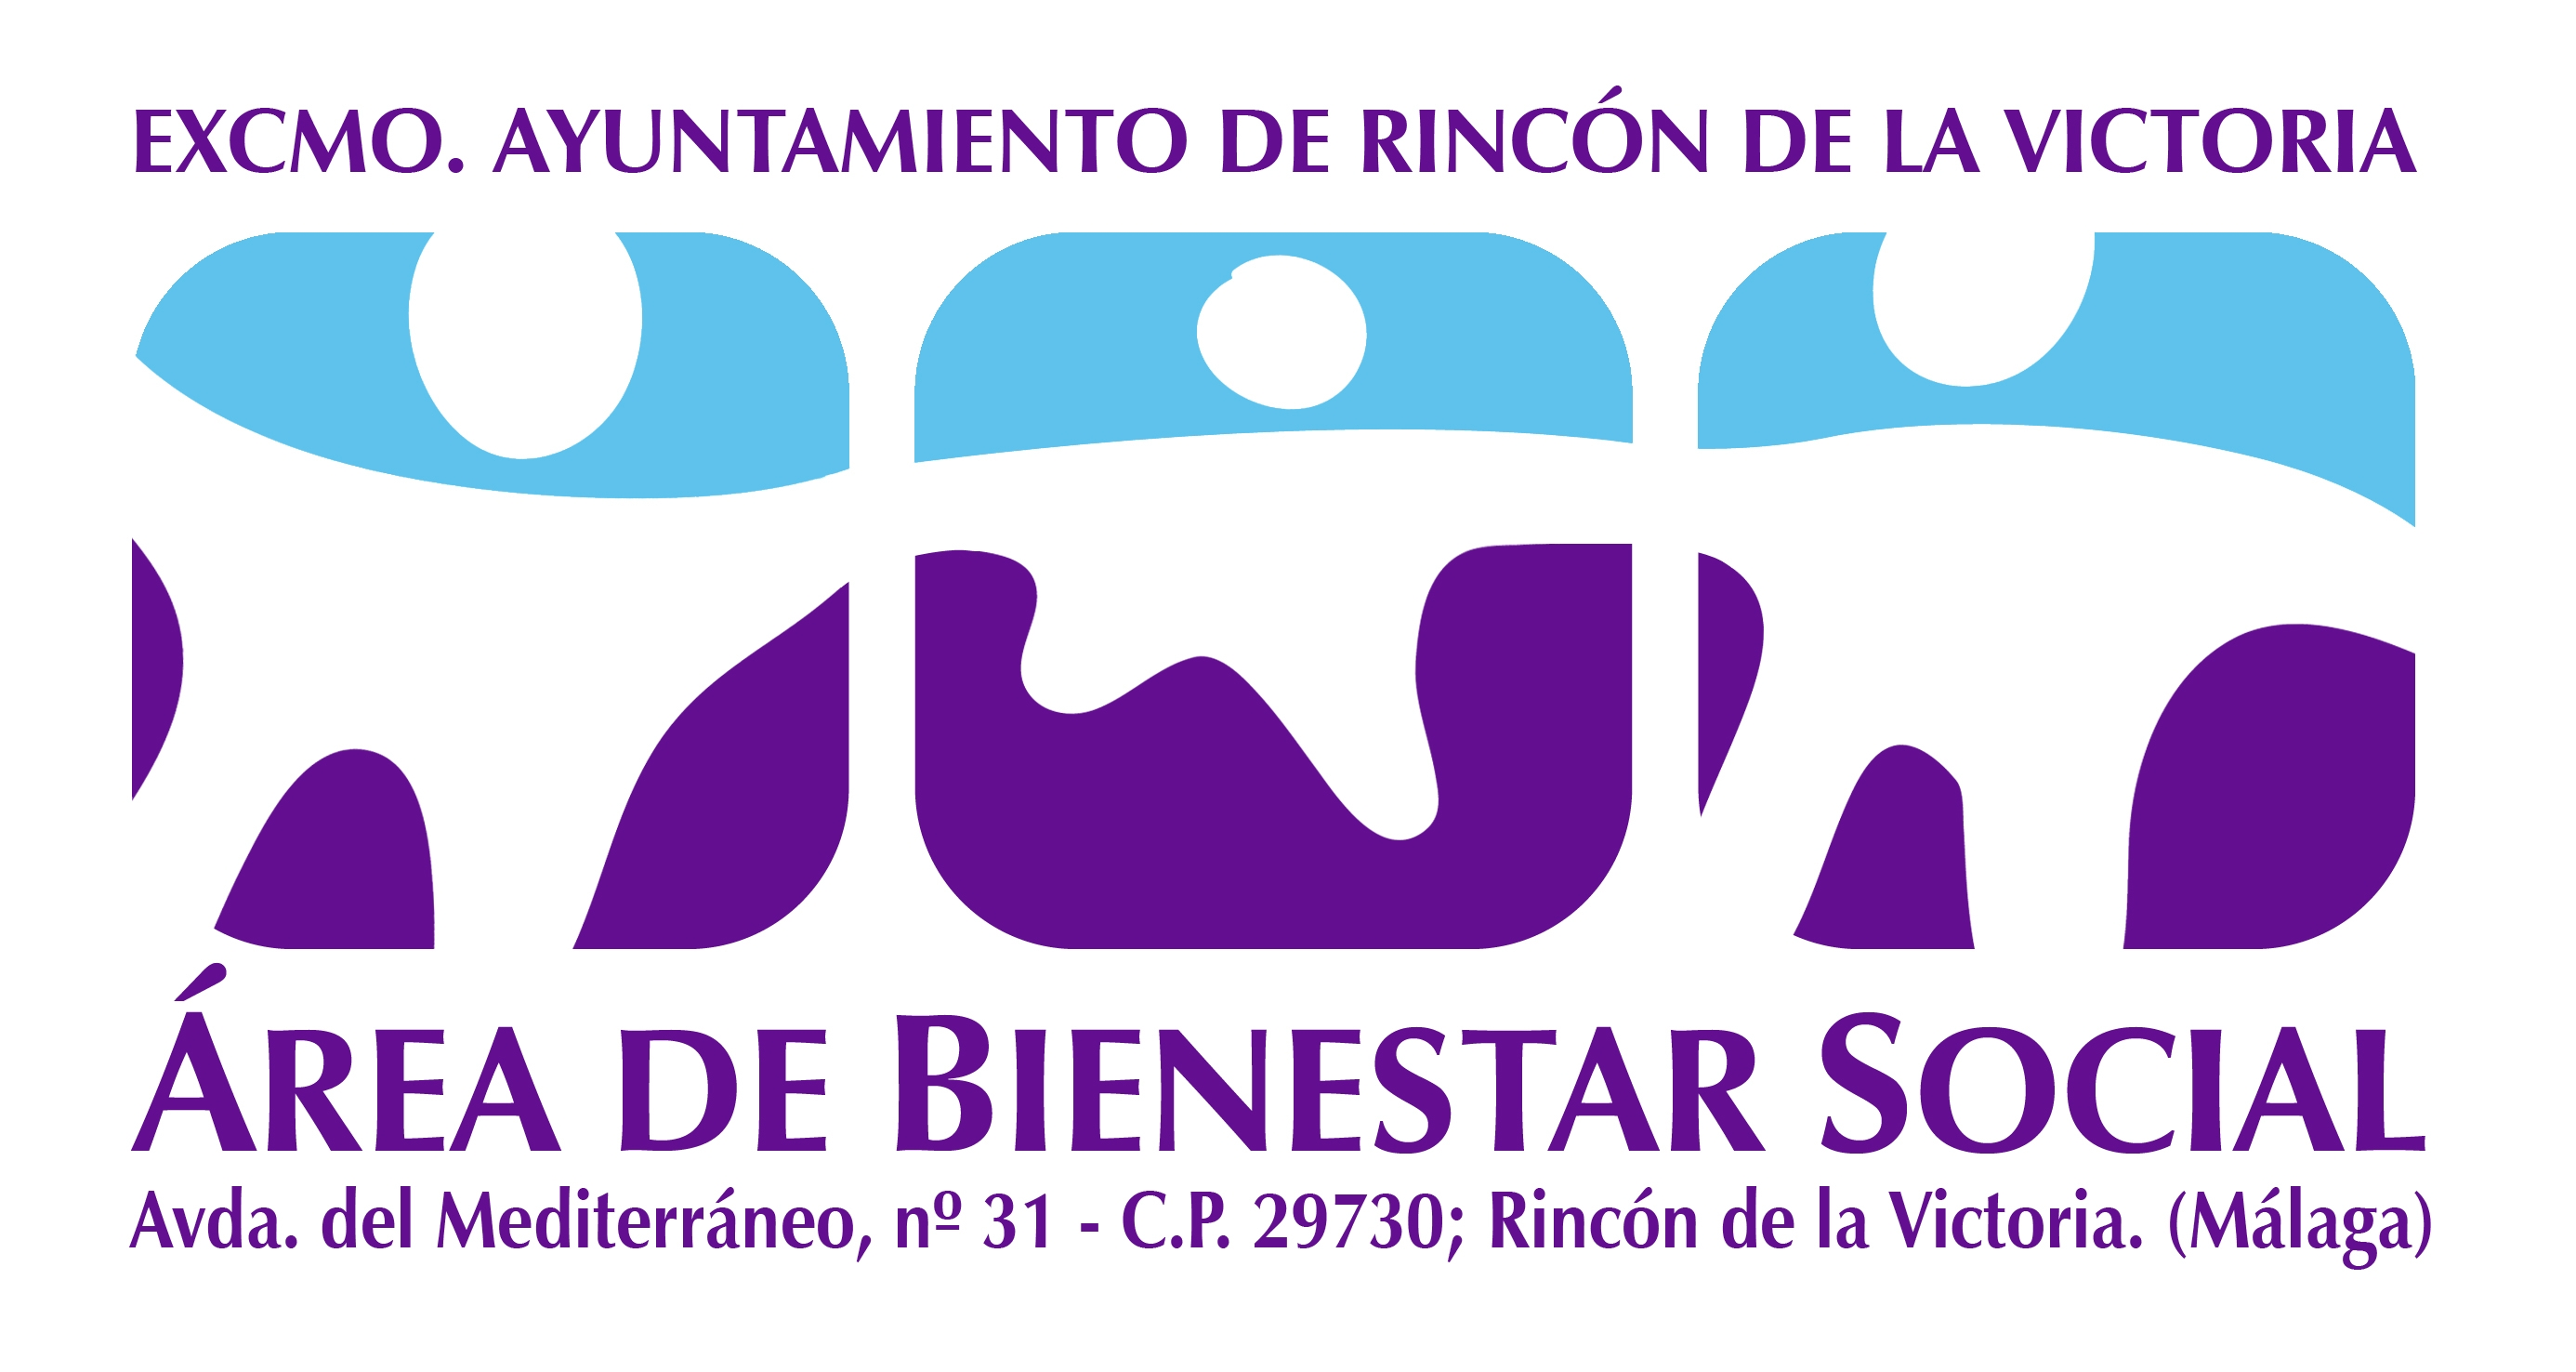 EXCMO. AYUNTAMIENTO DE RINCÓN DE LA VICTORIA
ÁREA DE BIENESTAR SOCIAL
Avda. del Mediterráneo, nº 31 - C.P. 29730; Rincón de la Victoria. (Málaga)